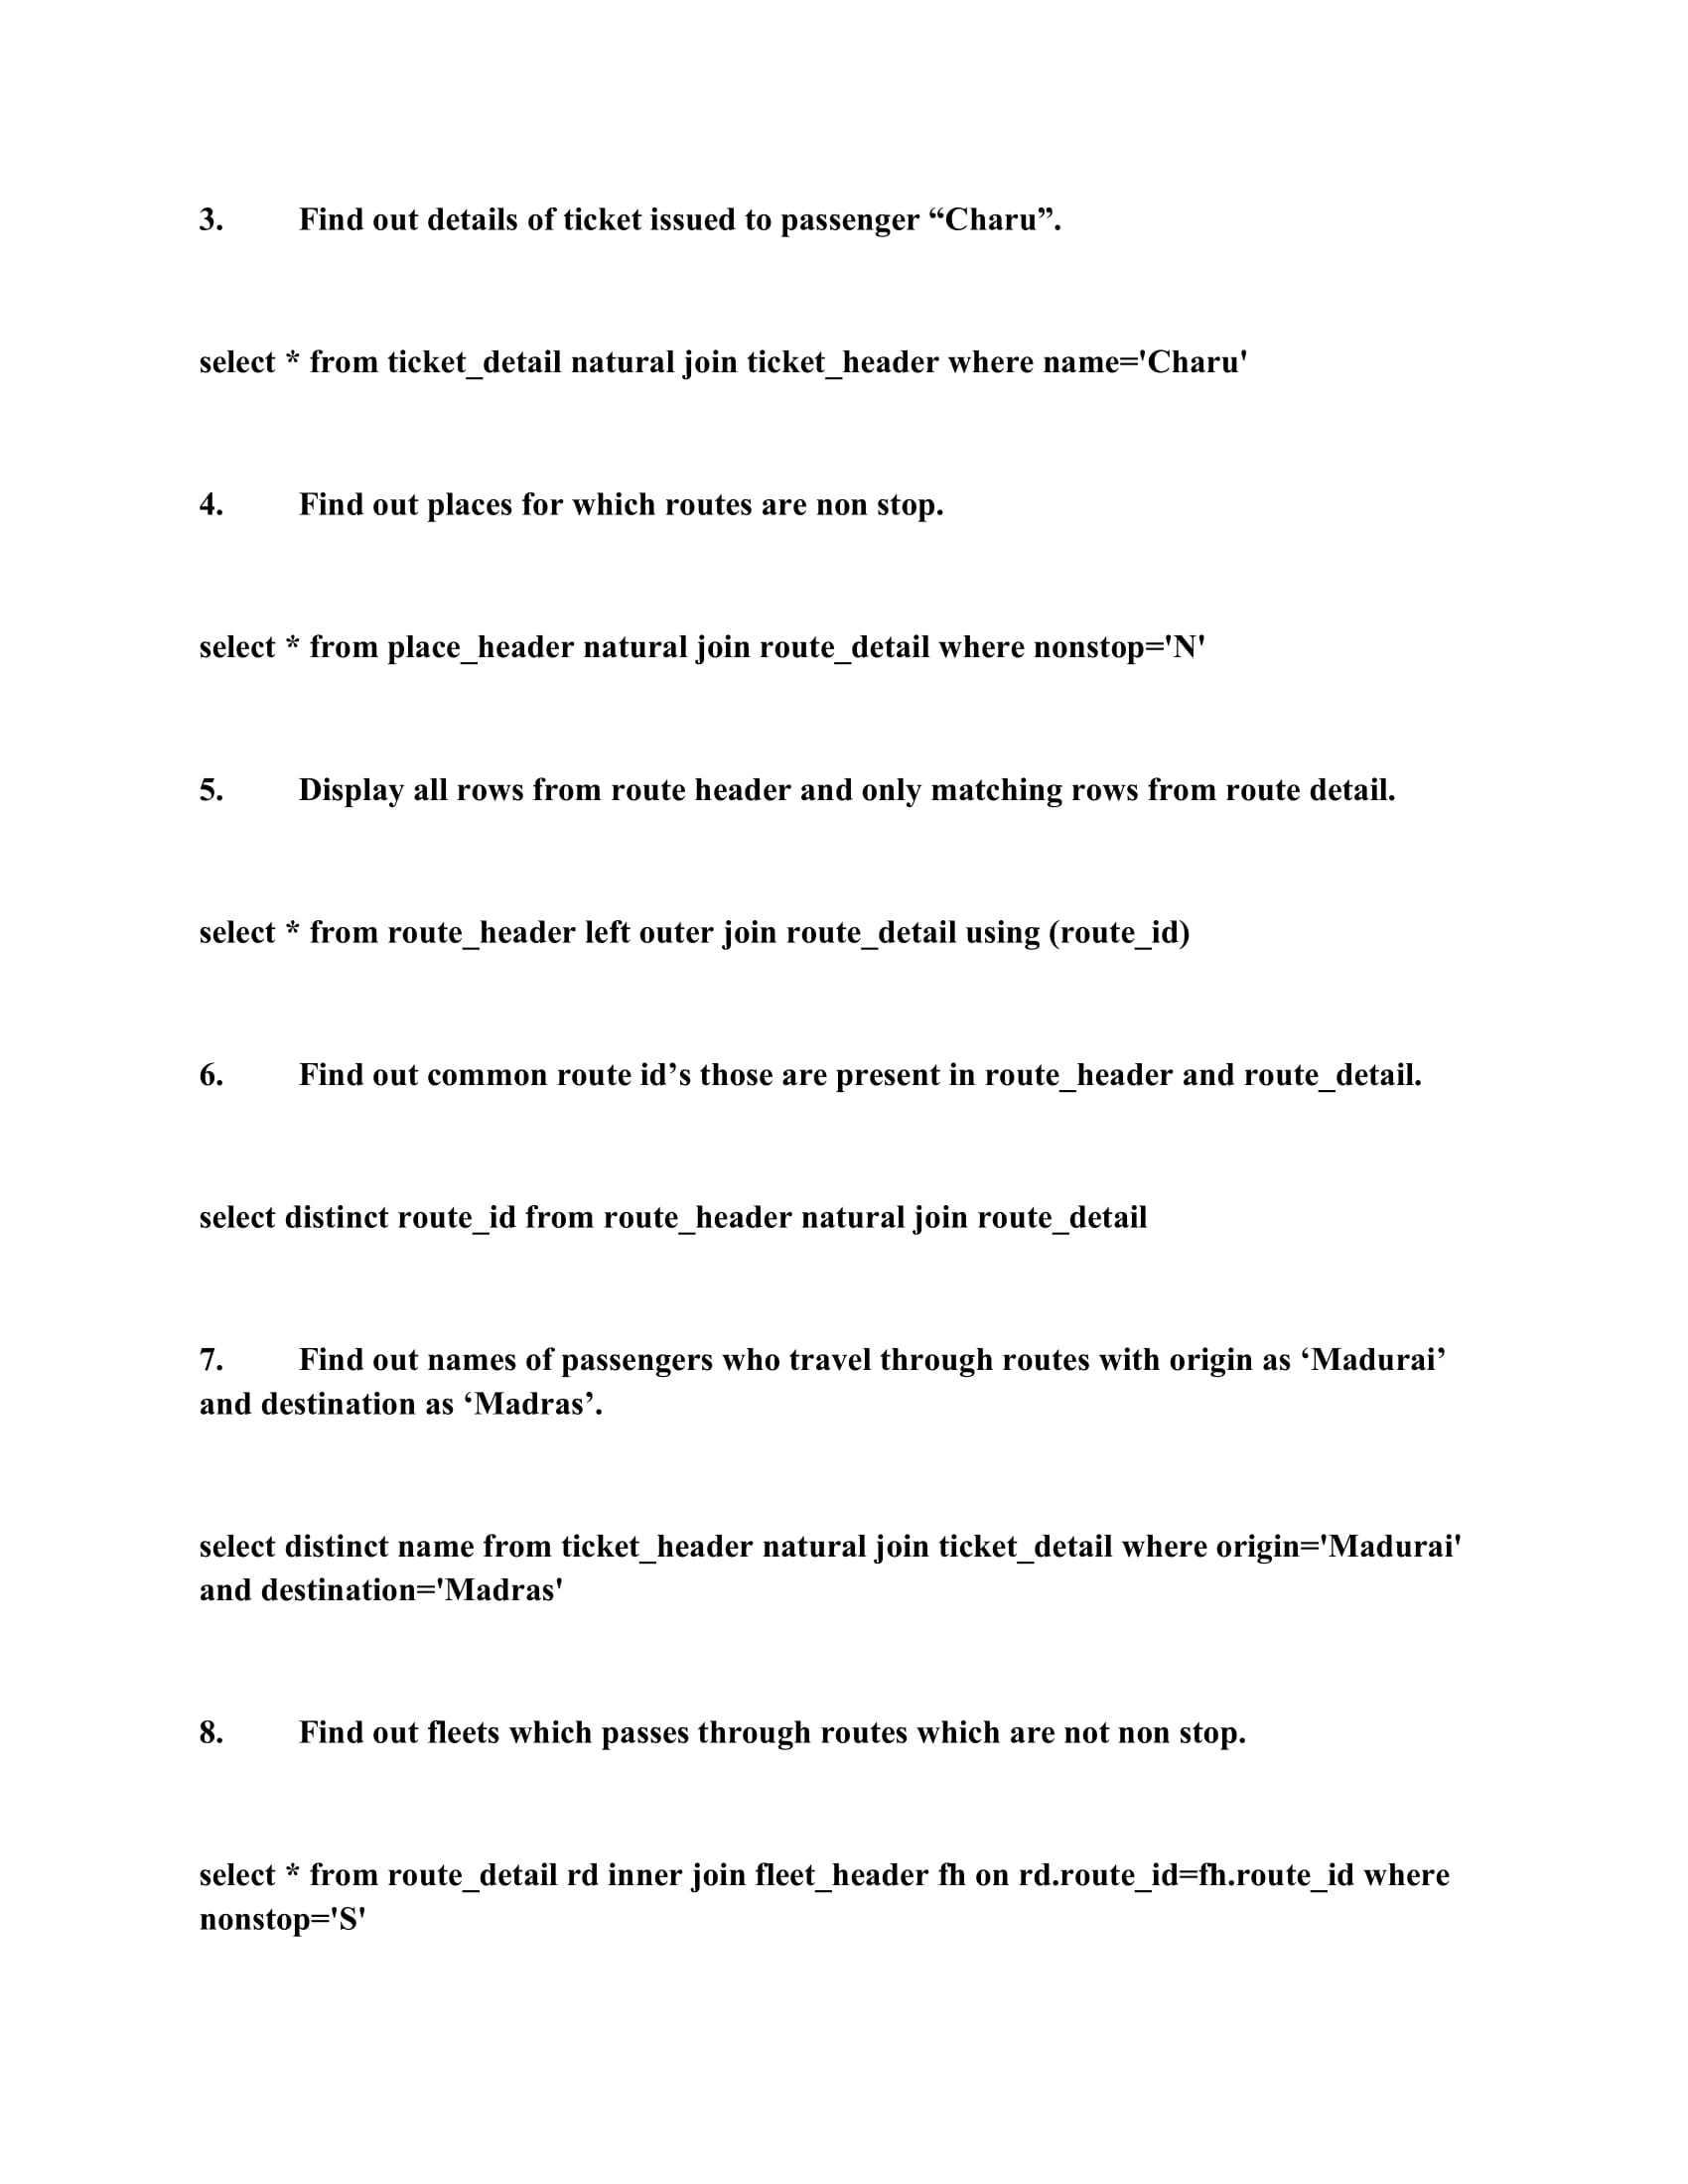 3. Find out details of ticket issued to passenger “Charu”.
select * from ticket_detail natural join ticket_header where name='Charu'
4. Find out places for which routes are non stop.
select * from place_header natural join route_detail where nonstop='N'
5. Display all rows from route header and only matching rows from route detail.
select * from route_header left outer join route_detail using (route_id)
6. Find out common route id’s those are present in route_header and route_detail.
select distinct route_id from route_header natural join route_detail
7. Find out names of passengers who travel through routes with origin as ‘Madurai’
and destination as ‘Madras’.
select distinct name from ticket_header natural join ticket_detail where origin='Madurai'
and destination='Madras'
8. Find out fleets which passes through routes which are not non stop.
select * from route_detail rd inner join fleet_header fh on rd.route_id=fh.route_id where
nonstop='S'